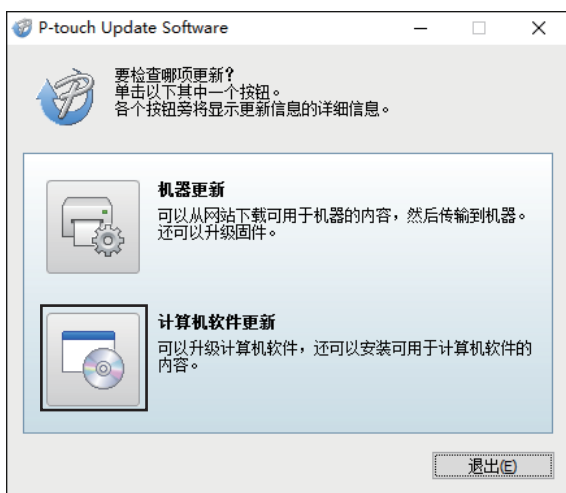 P-touch Update Software
要检查哪项更新?
单击以下其中一个按钮。
各个按钮旁将显示更新信息的详细信息。
机器更新
可以从网站下载可用于机器的内容，然后传输到机器。
还可以升级固件。
计算机软件更新
可以升级计算机软件，还可以安装可用于计算机软件的
内容。
退出(E)